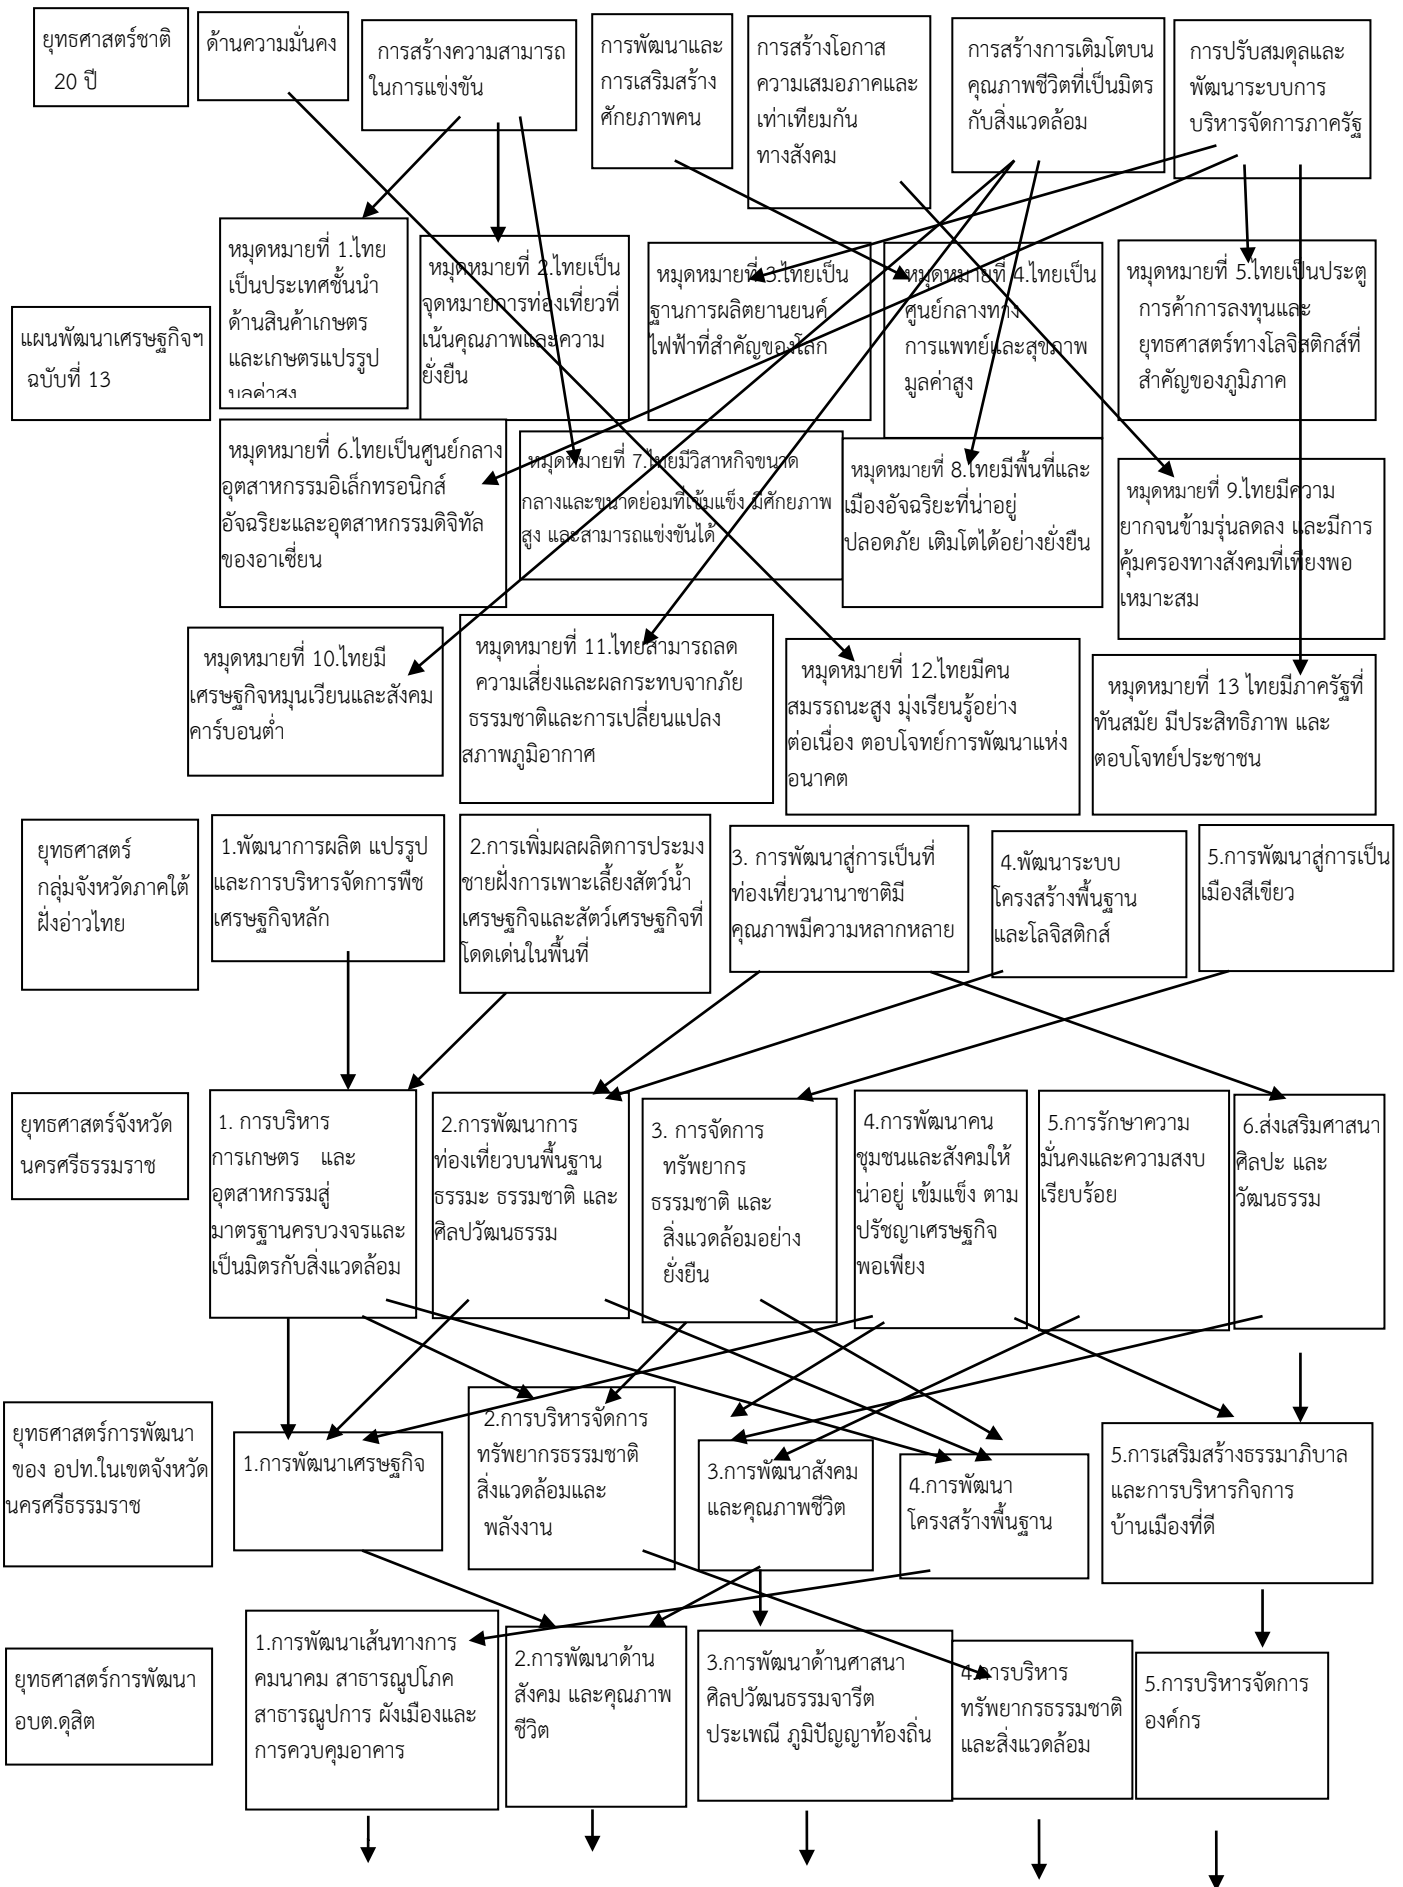 ยุทธศาสตร์ชาติ
20 ปี
ด้านความมั่นคง
การสร้างความสามารถ
ในการแข่งขัน
การพัฒนาและ
การเสริมสร้าง
ศักยภาพคน
การสร้างโอกาส
ความเสมอภาคและ
เท่าเทียมกัน
ทางสังคม
การสร้างการเติมโตบน
คุณภาพชีวิตที่เป็นมิตร
กับสิ่งแวดล้อม
การปรับสมดุลและ
พัฒนาระบบการ
บริหารจัดการภาครัฐ
แผนพัฒนาเศรษฐกิจฯ
ฉบับที่ 13
หมุดหมายที่ 1.ไทย
เป็นประเทศชั้นนำ
ด้านสินค้าเกษตร
และเกษตรแปรรูป
มูลค่าสูง
หมุดหมายที่ 2.ไทยเป็น
จุดหมายการท่องเที่ยวที่
เน้นคุณภาพและความ
ยั่งยืน
หมุดหมายที่ 3.ไทยเป็น
ฐานการผลิตยานยนค์
ไฟฟ้าที่สำคัญของโลก
หมุดหมายที่ 4.ไทยเป็น
ศูนย์กลางทาง
การแพทย์และสุขภาพ
มูลค่าสูง
หมุดหมายที่ 5.ไทยเป็นประตู
การค้าการลงทุนและ
ยุทธศาสตร์ทางโลจิสติกส์ที่
สำคัญของภูมิภาค
หมุดหมายที่ 6.ไทยเป็นศูนย์กลาง
อุตสาหกรรมอิเล็กทรอนิกส์
อัจฉริยะและอุตสาหกรรมดิจิทัล
ของอาเซี่ยน
หมุดหมายที่ 7.ไทยมีวิสาหกิจขนาด
กลางและขนาดย่อมที่เข้มแข็ง มีศักยภาพ
สูง และสามารถแข่งขันได้
หมุดหมายที่ 8.ไทยมีพื้นที่และ
เมืองอัจฉริยะที่น่าอยู่
ปลอดภัย เติมโตได้อย่างยั่งยืน
หมุดหมายที่ 9.ไทยมีความ
ยากจนข้ามรุ่นลดลง และมีการ
คุ้มครองทางสังคมที่เพียงพอ
เหมาะสม
หมุดหมายที่ 10.ไทยมี
เศรษฐกิจหมุนเวียนและสังคม
คาร์บอนต่ำ
หมุดหมายที่ 11.ไทยสามารถลด
ความเสี่ยงและผลกระทบจากภัย
ธรรมชาติและการเปลี่ยนแปลง
สภาพภูมิอากาศ
หมุดหมายที่ 12.ไทยมีคน
สมรรถนะสูง มุ่งเรียนรู้อย่าง
ต่อเนื่อง ตอบโจทย์การพัฒนาแห่ง
อนาคต
หมุดหมายที่ 13 ไทยมีภาครัฐที่
ทันสมัย มีประสิทธิภาพ และ
ตอบโจทย์ประชาชน
ยุทธศาสตร์
กลุ่มจังหวัดภาคใต้
ฝั่งอ่าวไทย
1.พัฒนาการผลิต แปรรูป
และการบริหารจัดการพืช
เศรษฐกิจหลัก
2.การเพิ่มผลผลิตการประมง
ชายฝั่งการเพาะเลี้ยงสัตว์น้ำ
เศรษฐกิจและสัตว์เศรษฐกิจที่
โดดเด่นในพื้นที่
3. การพัฒนาสู่การเป็นที่
ท่องเที่ยวนานาชาติมี
คุณภาพมีความหลากหลาย
4.พัฒนาระบบ
โครงสร้างพื้นฐาน
และโลจิสติกส์
5.การพัฒนาสู่การเป็น
เมืองสีเขียว
ยุทธศาสตร์จังหวัด
นครศรีธรรมราช
1. การบริหาร
การเกษตร และ
อุตสาหกรรมสู่
มาตรฐานครบวงจรและ
เป็นมิตรกับสิ่งแวดล้อม
2.การพัฒนาการ
ท่องเที่ยวบนพื้นฐาน
ธรรมะ ธรรมชาติ และ
ศิลปวัฒนธรรม
3. การจัดการ
ทรัพยากร
ธรรมชาติ และ
สิ่งแวดล้อมอย่าง
ยั่งยืน
4.การพัฒนาคน
ชุมชนและสังคมให้
น่าอยู่ เข้มแข็ง ตาม
ปรัชญาเศรษฐกิจ
พอเพียง
5.การรักษาความ
มั่นคงและความสงบ
เรียบร้อย
6.ส่งเสริมศาสนา
ศิลปะ และ
วัฒนธรรม
ยุทธศาสตร์การพัฒนา
ของ อปท.ในเขตจังหวัด
นครศรีธรรมราช
1.การพัฒนาเศรษฐกิจ
2.การบริหารจัดการ
ทรัพยากรธรรมชาติ
สิ่งแวดล้อมและ
พลังงาน
3.การพัฒนาสังคม
และคุณภาพชีวิต
4.การพัฒนา
โครงสร้างพื้นฐาน
5.การเสริมสร้างธรรมาภิบาล
และการบริหารกิจการ
บ้านเมืองที่ดี
ยุทธศาสตร์การพัฒนา
อบต.ดุสิต
1.การพัฒนาเส้นทางการ
คมนาคม สาธารณูปโภค
สาธารณูปการ ผังเมืองและ
การควบคุมอาคาร
2.การพัฒนาด้าน
สังคม และคุณภาพ
ชีวิต
3.การพัฒนาด้านศาสนา
ศิลปวัฒนธรรมจารีต
ประเพณี ภูมิปัญญาท้องถิ่น
4.การบริหาร
ทรัพยากรธรรมชาติ
และสิ่งแวดล้อม
5.การบริหารจัดการ
องค์กร